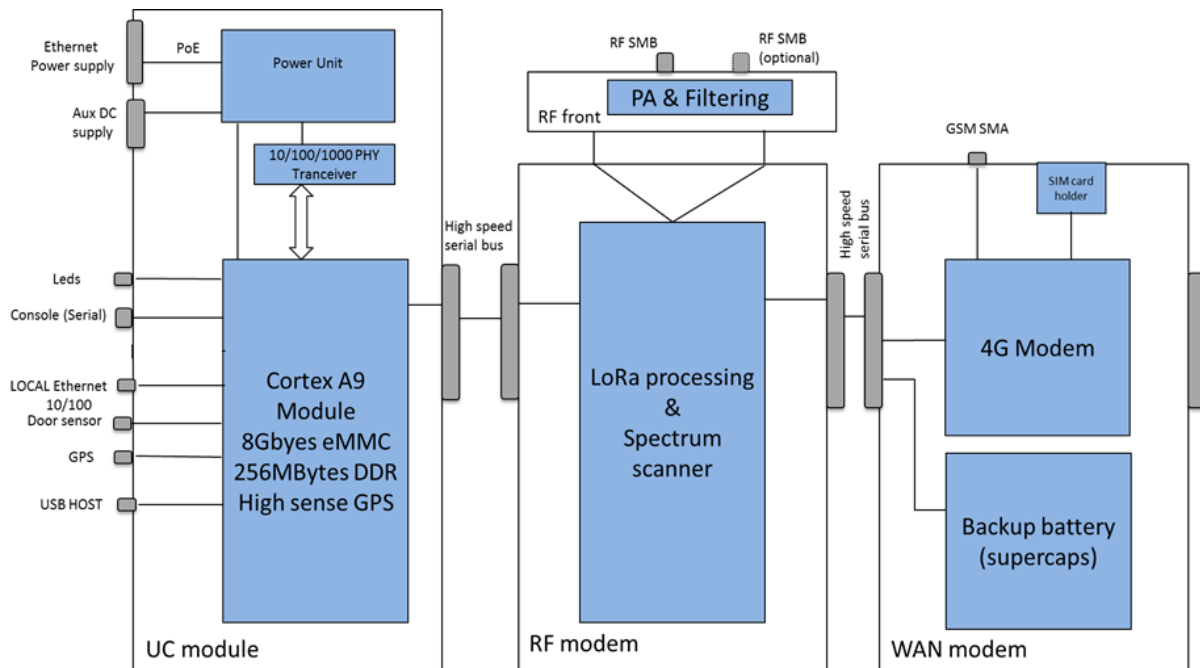 Ethernet
Power supply
PoE
Power Unit
Aux DC
supply
10/100/1000 PHY
Tranceiver
Leds
Console (Serial)
LOCAL Ethernet
10/100
Door sensor
GPS
USB HOST
Cortex A9
Module
8Gbyes eMMC
256MBytes DDR
High sense GPS
UC module
High speed
serial bus
RF SMB
RF SMB
(optional)
PA & Filtering
RF front
LoRa processing
&
Spectrum
scanner
RF modem
High speed
serial bus
GSM SMA
SIM card
holder
4G Modem
Backup battery
(supercaps)
WAN modem